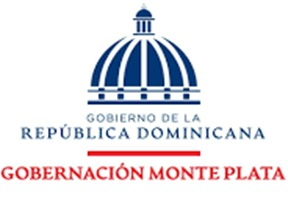 GOBIERNO DE LA
REPÚBLICA DOMINICANA
GOBERNACIÓN MONTE PLATA